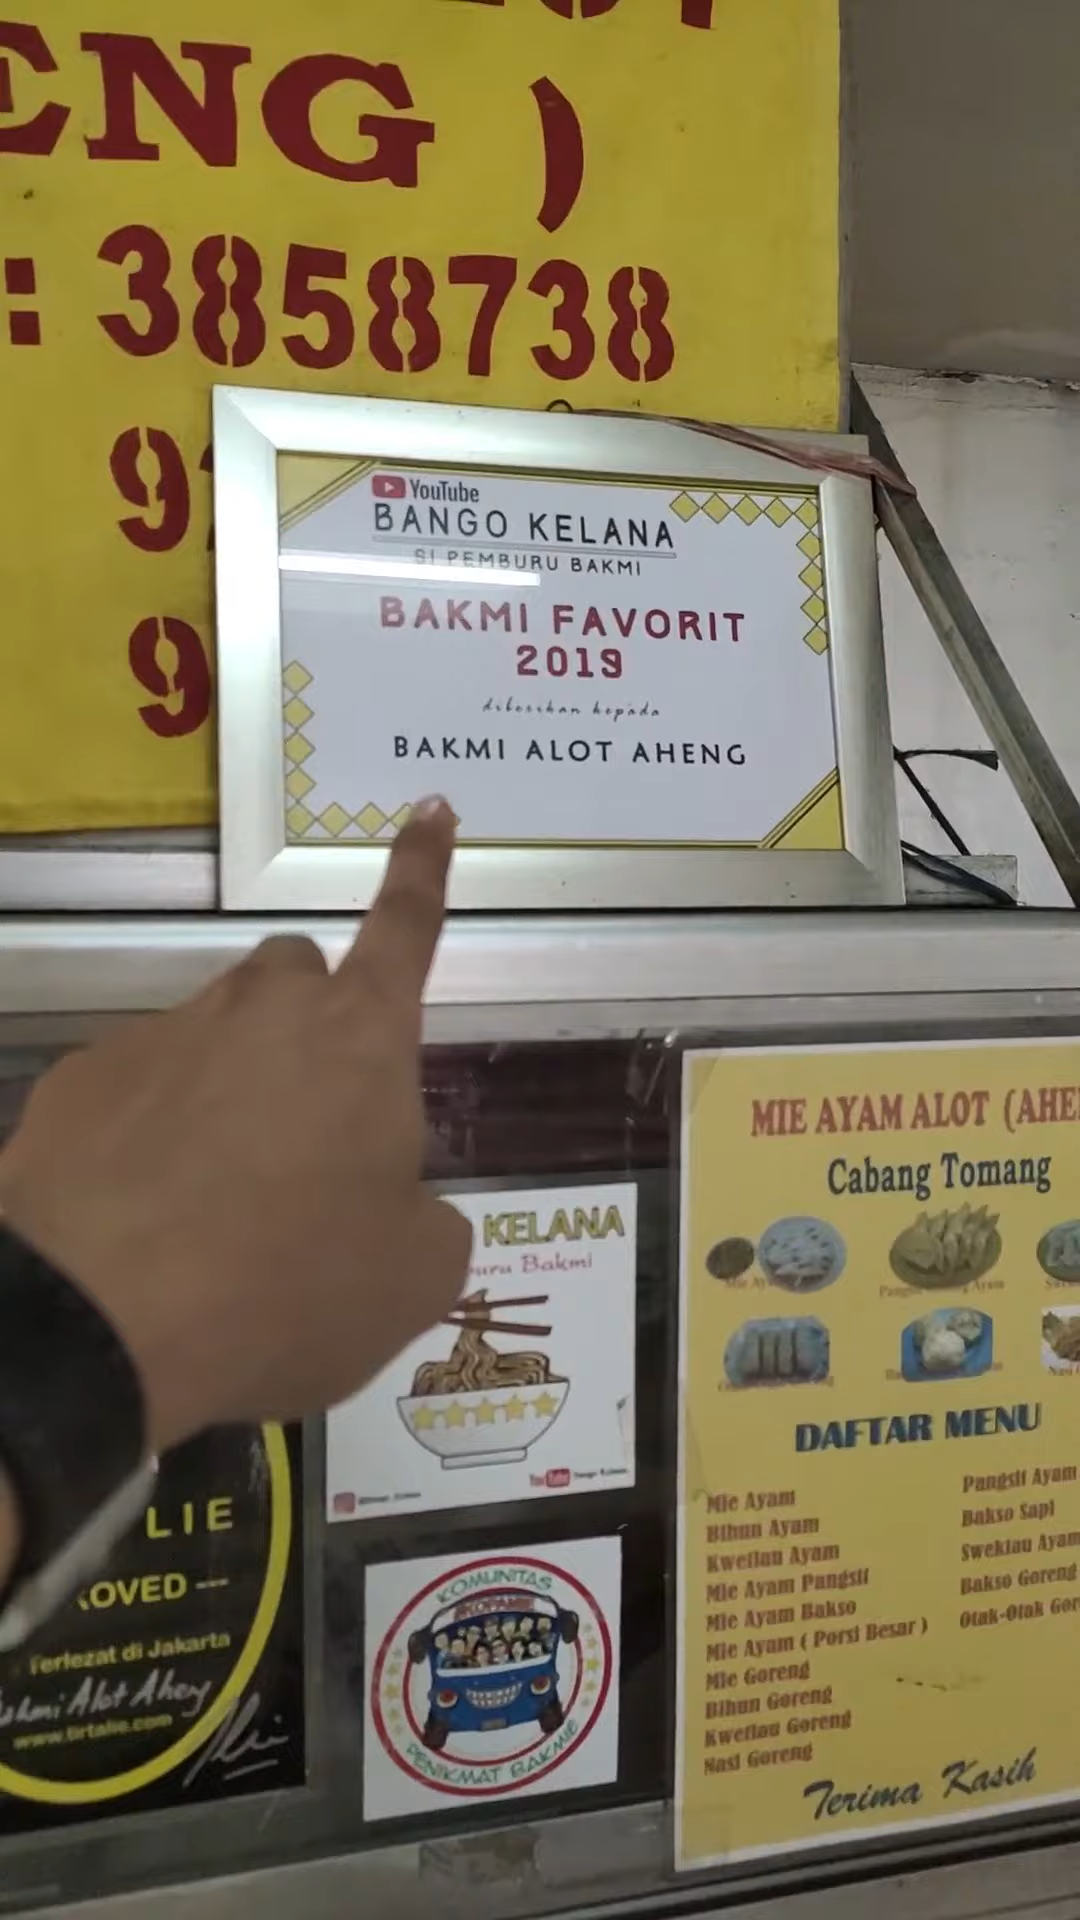 ENG )
: 3858738
9
9
YouTube
BANGO KELANA
SI PEMBURU BAKMI
BAKMI FAVORIT
2019
diberikan kepada
BAKMI ALOT AHENG
KELANA
Bakmi
YouTube
LIE
OVED ---
Terlezat di Jakarta
Bakmi Alot Aheng
www.tirtalie.com
KOMUNITAS
PENIKMAT BAKMIE
MIE AYAM ALOT (AHE
Cabang Tomang
DAFTAR MENU
Mie Ayam
Bihun Ayam
Kwetiau Ayam
Mie Ayam Pangsit
Mie Ayam Bakso
Mie Ayam ( Porsi Besar )
Mie Goreng
Bihun Goreng
Kwetiau Goreng
Nasi Goreng
Pangsit Ayam
Bakso Sapi
Swekiau Ayam
Bakso Goreng
Otak-Otak Gor
Terima Kasih